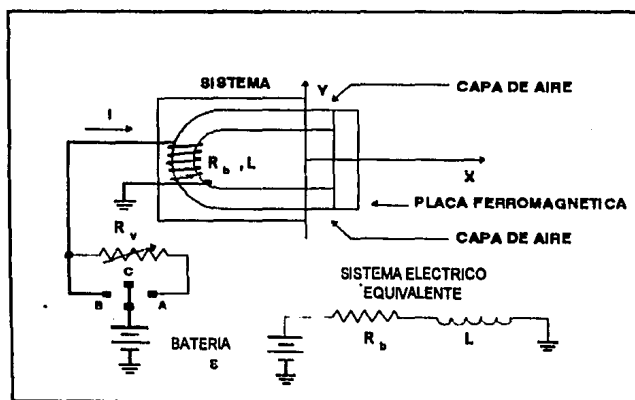 SISTEMA
Y
CAPA DE AIRE
I
R b , L
X
PLACA FERROMAGNETICA
R v
CAPA DE AIRE
C
B
A
SISTEMA ELECTRICO
EQUIVALENTE
BATERIA
ε
R b
L